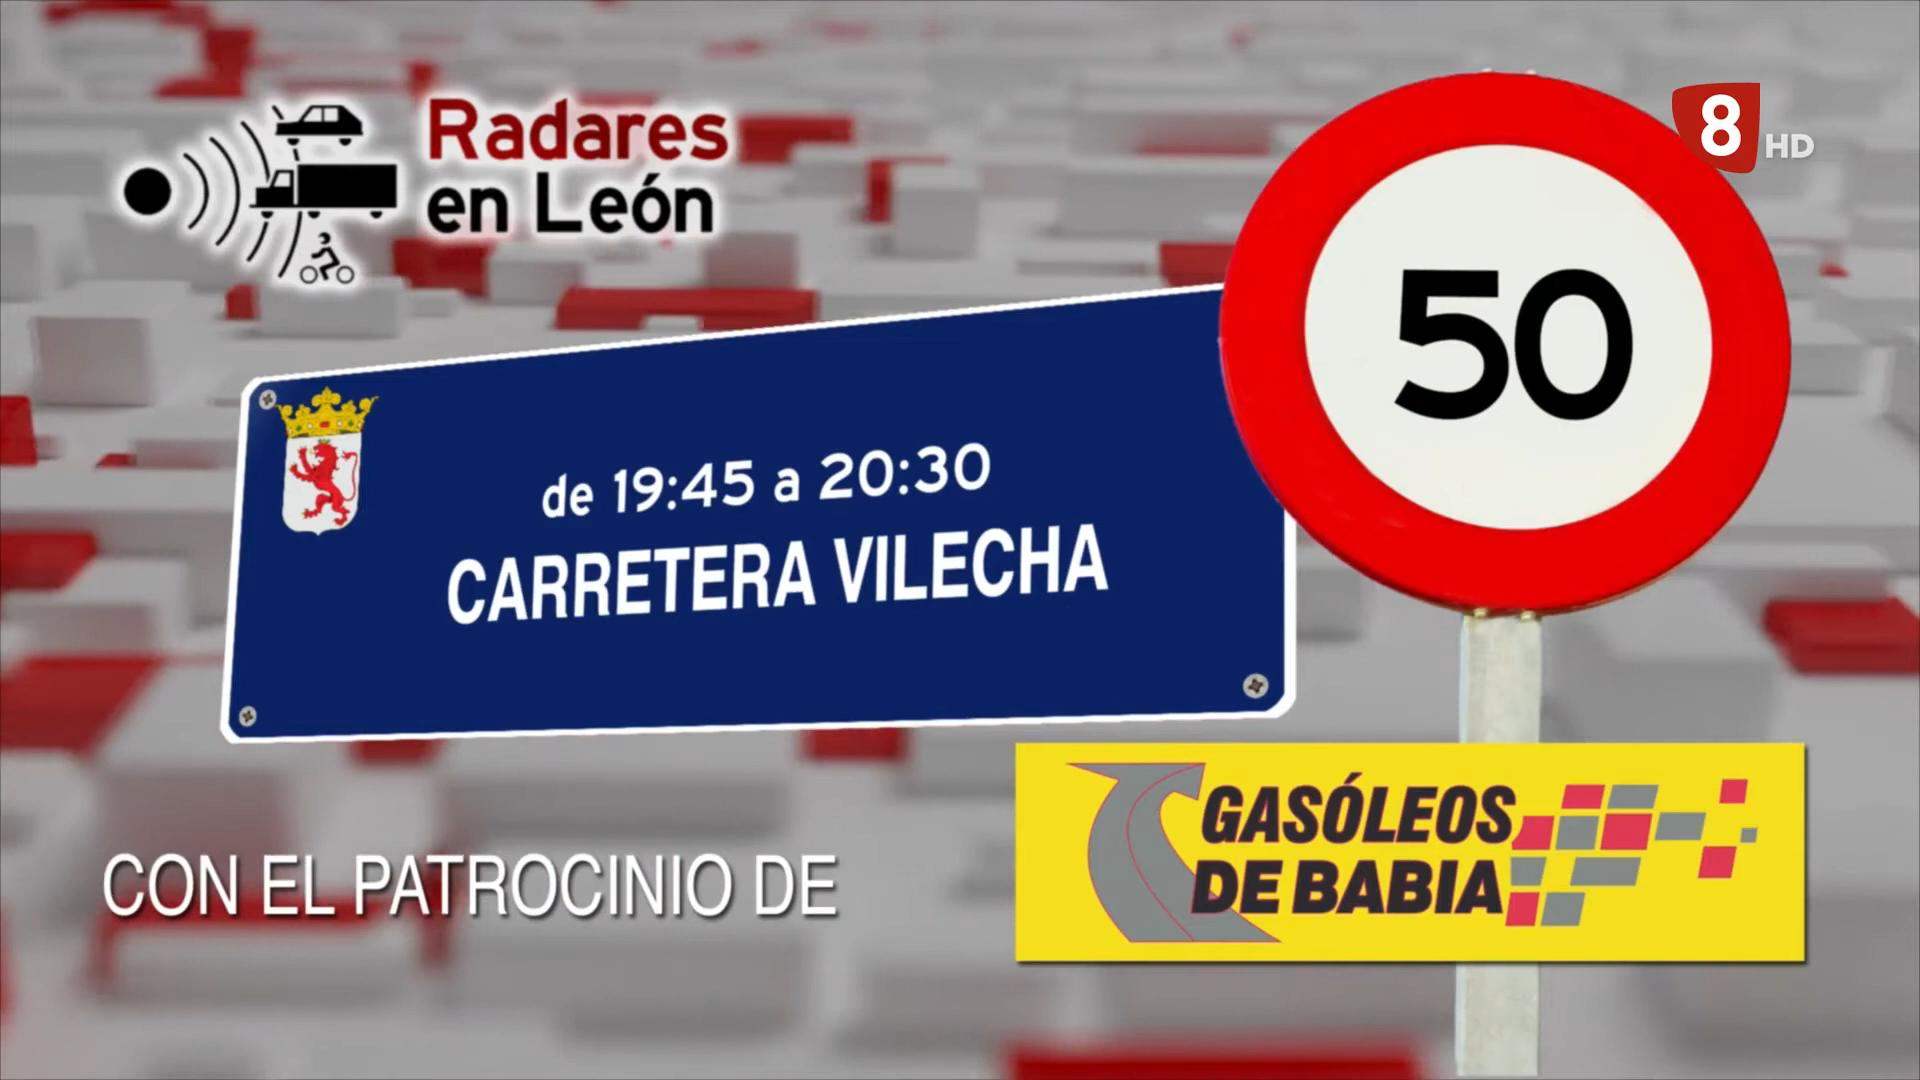 Radares
en León
8 HD
50
de 19:45 a 20:30
CARRETERA VILECHA
CON EL PATROCINIO DE
GASÓLEOS
DE BABIA